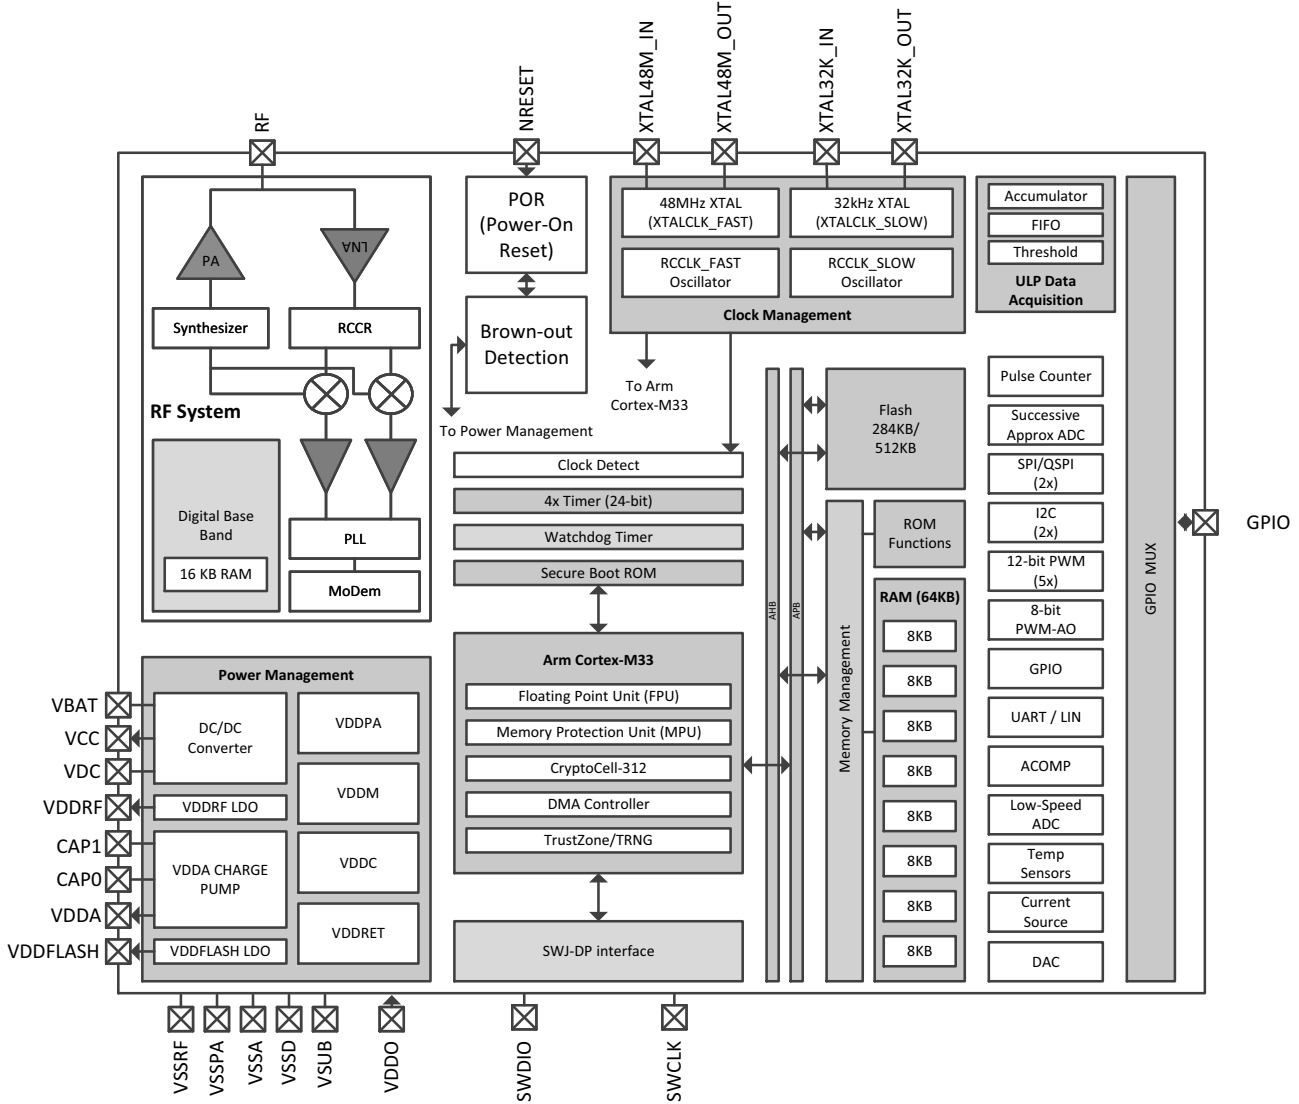 RF
NRESET
XTAL48M_IN
XTAL48M_OUT
XTAL32K_IN
XTAL32K_OUT
PA
LNA
Synthesizer
RCCR
RF System
Digital Base
Band
16 KB RAM
PLL
MoDem
POR
(Power-On
Reset)
Brown-out
Detection
To Power Management
48MHz XTAL
(XTALCLK_FAST)
32kHz XTAL
(XTALCLK_SLOW)
RCCLK_FAST
Oscillator
RCCLK_SLOW
Oscillator
Clock Management
To Arm
Cortex-M33
Accumulator
FIFO
Threshold
ULP Data
Acquisition
Clock Detect
4x Timer (24-bit)
Watchdog Timer
Secure Boot ROM
Arm Cortex-M33
Floating Point Unit (FPU)
Memory Protection Unit (MPU)
CryptoCell-312
DMA Controller
TrustZone/TRNG
SWJ-DP interface
AHB
APB
Flash
284KB/
512KB
Memory Management
ROM
Functions
RAM (64KB)
8KB
8KB
8KB
8KB
8KB
8KB
8KB
8KB
Pulse Counter
Successive
Approx ADC
SPI/QSPI
(2x)
I2C
(2x)
12-bit PWM
(5x)
8-bit
PWM-AO
GPIO
UART / LIN
ACOMP
Low-Speed
ADC
Temp
Sensors
Current
Source
DAC
GPIO MUX
GPIO
Power Management
DC/DC
Converter
VDDRF LDO
VDDA CHARGE
PUMP
VDDFLASH LDO
VDDPA
VDDM
VDDC
VDDRET
VBAT
VCC
VDC
VDDRF
CAP1
CAP0
VDDA
VDDFLASH
VSSRF
VSSPA
VSSA
VSSD
VSUB
VDDO
SWDIO
SWCLK